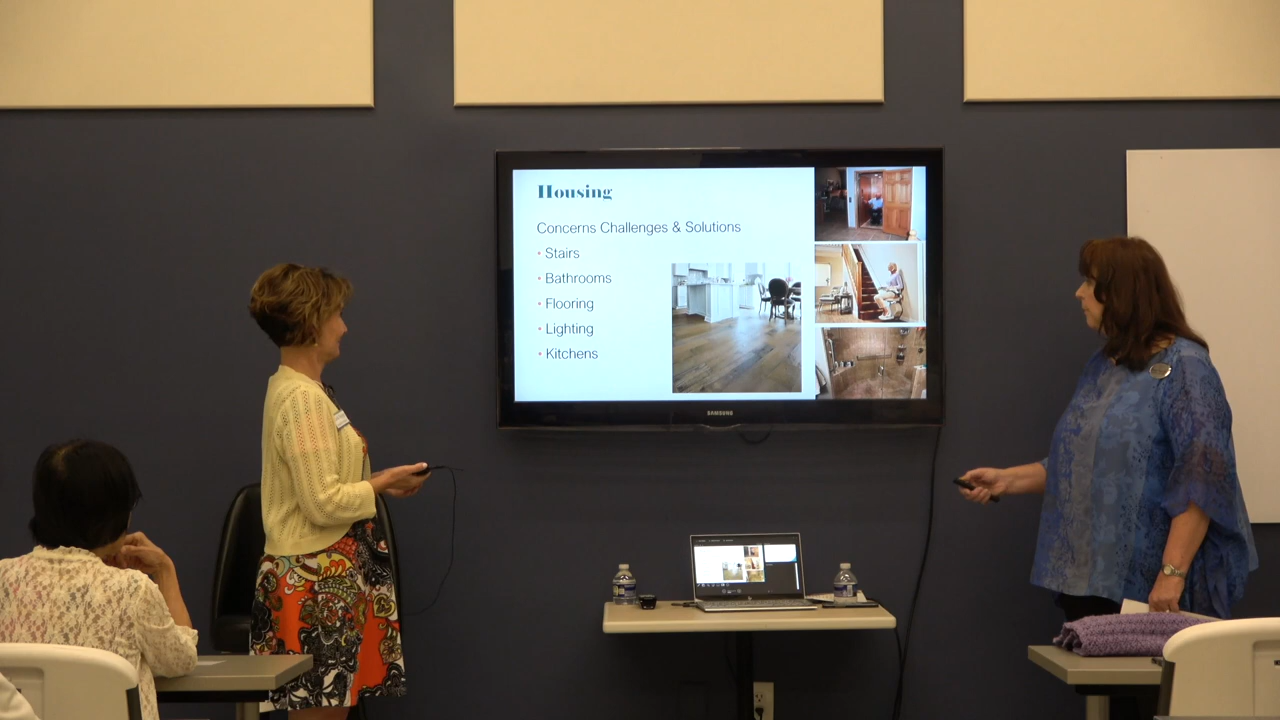 Housing
Concerns Challenges & Solutions
• Stairs
• Bathrooms
• Flooring
• Lighting
• Kitchens
SAMSUNG